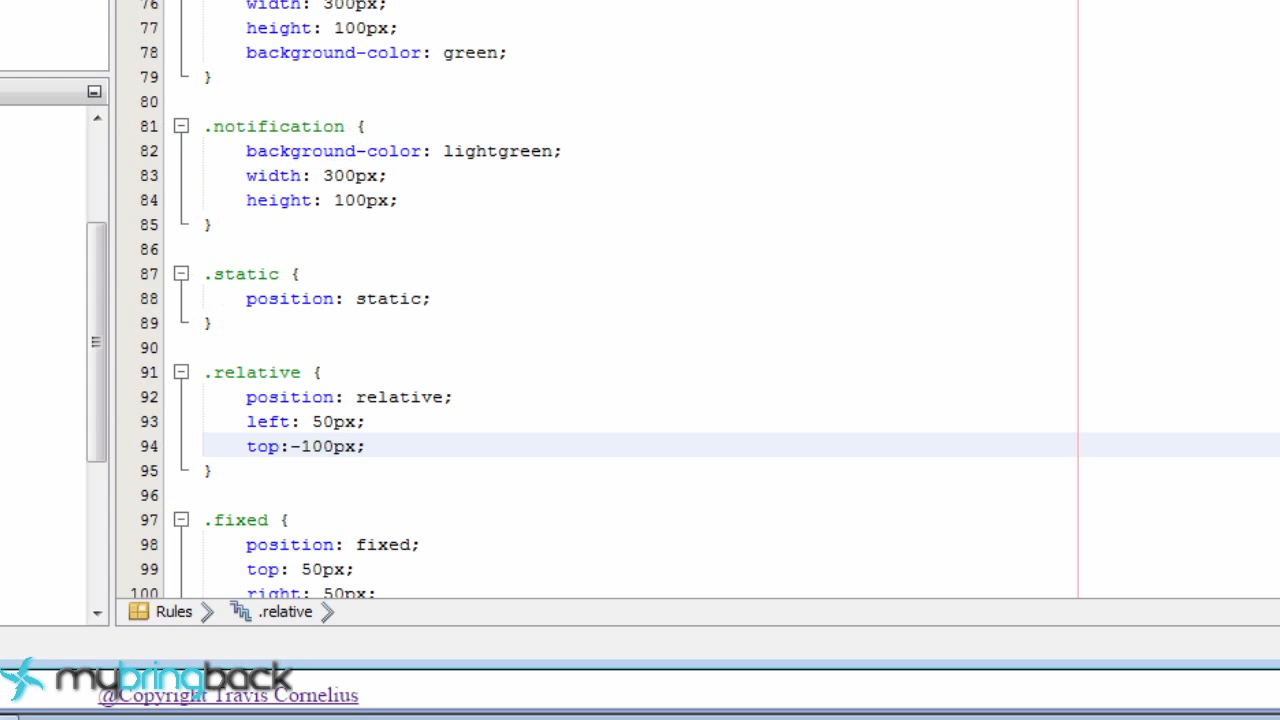 76 width: 300px;
77 height: 100px;
78 background-color: green;
79 }
80
81 .notification {
82 background-color: lightgreen;
83 width: 300px;
84 height: 100px;
85 }
86
87 .static {
88 position: static;
89 }
90
91 .relative {
92 position: relative;
93 left: 50px;
94 top:-100px;
95 }
96
97 .fixed {
98 position: fixed;
99 top: 50px;
100 right: 50px;
Rules .relative
mybringback
@Copyright Travis Cornelius